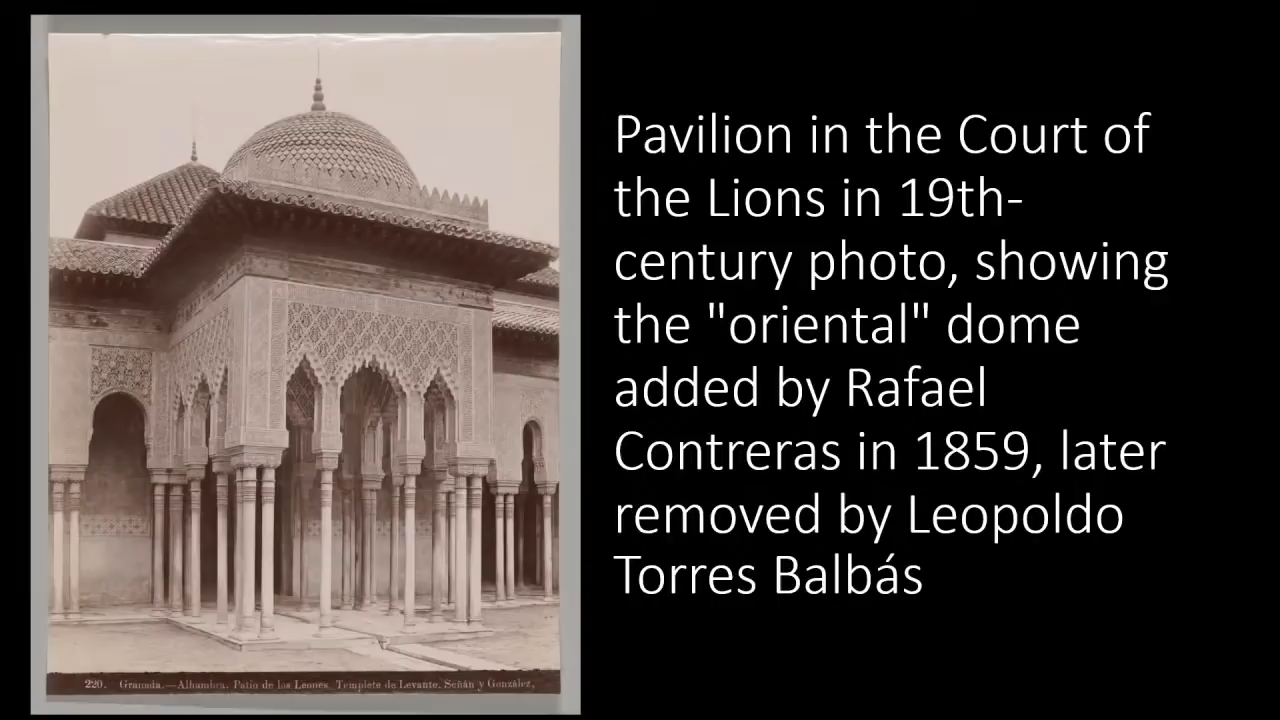 Pavilion in the Court of
the Lions in 19th-
century photo, showing
the "oriental" dome
added by Rafael
Contreras in 1859, later
removed by Leopoldo
Torres Balbás
220. Granada.—Alhambra. Patio de los Leones. Templete de Levante. Señán y González,